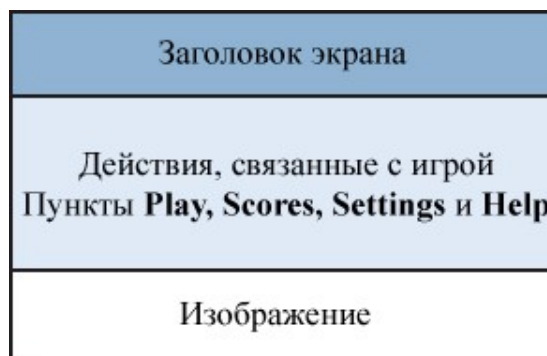 Заголовок экрана
Действия, связанные с игрой
Пункты Play, Scores, Settings и Help
Изображение